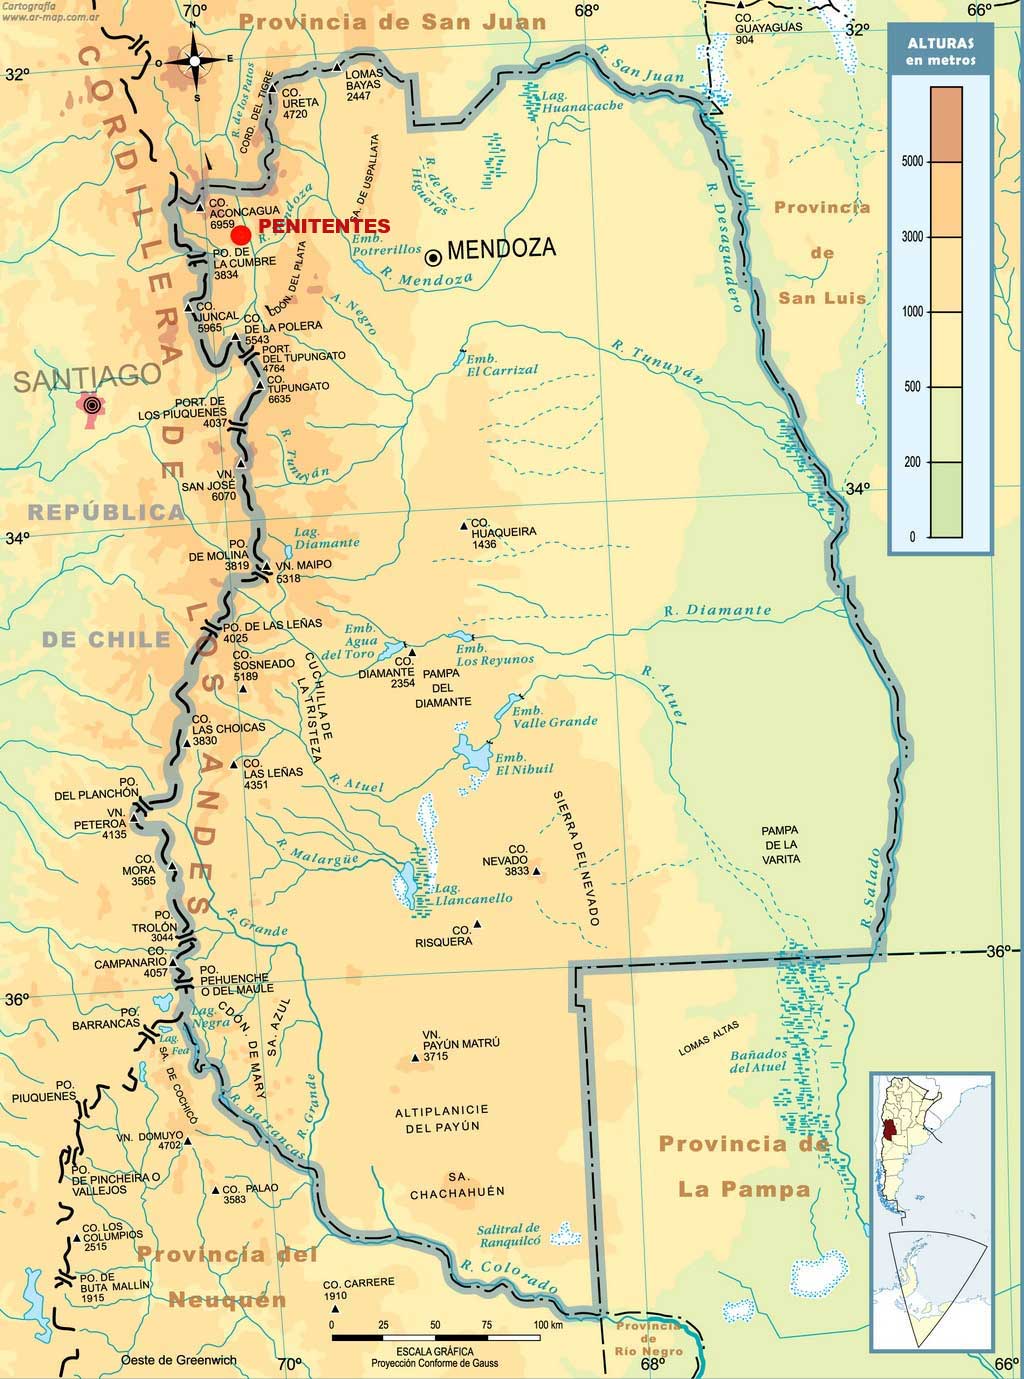 Cartografía
www.ar-map.com.ar
70º
68º
66º
Provincia de San Juan
CO.
GUAYAGUAS
904
32º
32º
O
N
E
S
CORDILLERA DE LOS ANDES
R. de los Patos
CORD. DEL TIGRE
CO.
URETA
4720
LOMAS
BAYAS
2447
R. San Juan
Lag.
Huanacache
ALTURAS
en metros
5000
3000
1000
500
200
0
SA. DE USPALLATA
R. de las
Higueras
CO.
ACONCAGUA
6959
R. Mendoza
PENITENTES
Emb.
Potrerillos
MENDOZA
R. Mendoza
R. Desaguadero
Provincia
de
San Luis
PO. DE
LA CUMBRE
3834
CDÓN. DEL PLATA
CO.
JUNCAL
5965
CO.
DE LA POLERA
5543
A. Negro
PORT.
DEL TUPUNGATO
4764
CO.
TUPUNGATO
6635
Emb.
El Carrizal
R. Tunuyán
SANTIAGO
PORT. DE
LOS PIUQUENES
4037
R. Tunuyán
VN.
SAN JOSÉ
6070
34º
REPÚBLICA
DE CHILE
34º
CO.
HUAQUEIRA
1436
Lag.
Diamante
PO.
DE MOLINA
3819
VN. MAIPO
5318
R. Diamante
PO. DE LAS LEÑAS
4025
Emb.
Agua
del Toro
Emb.
Los Reyunos
CO.
SOSNEADO
5189
CO.
DIAMANTE
2354
PAMPA
DEL
DIAMANTE
CUCHILLA DE
LA TRISTEZA
R. Atuel
Emb.
Valle Grande
CO.
LAS CHOICAS
3830
Emb.
El Nihuil
CO.
LAS LEÑAS
4351
R. Atuel
PO.
DEL PLANCHÓN
VN.
PETEROA
4135
SIERRA DEL NEVADO
PAMPA
DE LA
VARITA
R. Malargüe
CO.
NEVADO
3833
CO.
MORA
3565
Lag.
Llancanello
R. Salado
PO.
TROLÓN
3044
R. Grande
CO.
RISQUERA
CO.
CAMPANARIO
4057
36º
36º
PO.
PEHUENCHE
O DEL MAULE
PO.
BARRANCAS
Lag.
Negra
Lag.
Fea
CDÓN. DE MARY
SA. AZUL
VN.
PAYÚN MATRÚ
3715
LOMAS ALTAS
Bañados
del Atuel
SA. DE COCHICÓ
PO.
PIUQUENES
R. Barrancas
R. Grande
ALTIPLANICIE
DEL PAYÚN
VN. DOMUYO
4702
Provincia de
La Pampa
PO.
DE PINCHEIRA O
VALLEJOS
CO. PALAO
3583
SA.
CHACHAHUÉN
CO. LOS
COLUMPIOS
2515
Salitral de
Ranquilcó
Provincia del
Neuquén
R. Colorado
PO. DE
BUTA MALLÍN
1915
CO. CARRERE
1910
0 25 50 75 100 km
ESCALA GRÁFICA
Proyección Conforme de Gauss
Provincia
de
Río Negro
Oeste de Greenwich
70º
68º
66º